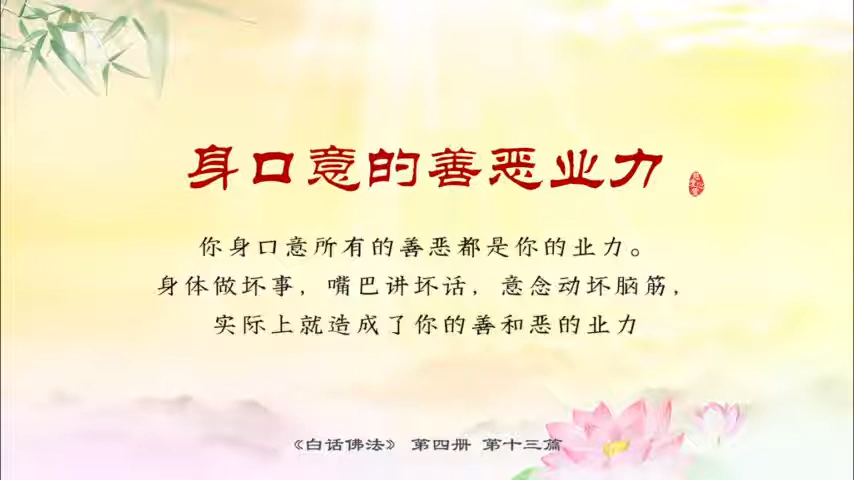 身口意的善恶业力
你身口意所有的善恶都是你的业力。
身体做坏事，嘴巴讲坏话，意念动坏脑筋，
实际上就造成了你的善和恶的业力
《白话佛法》 第四册 第十三篇